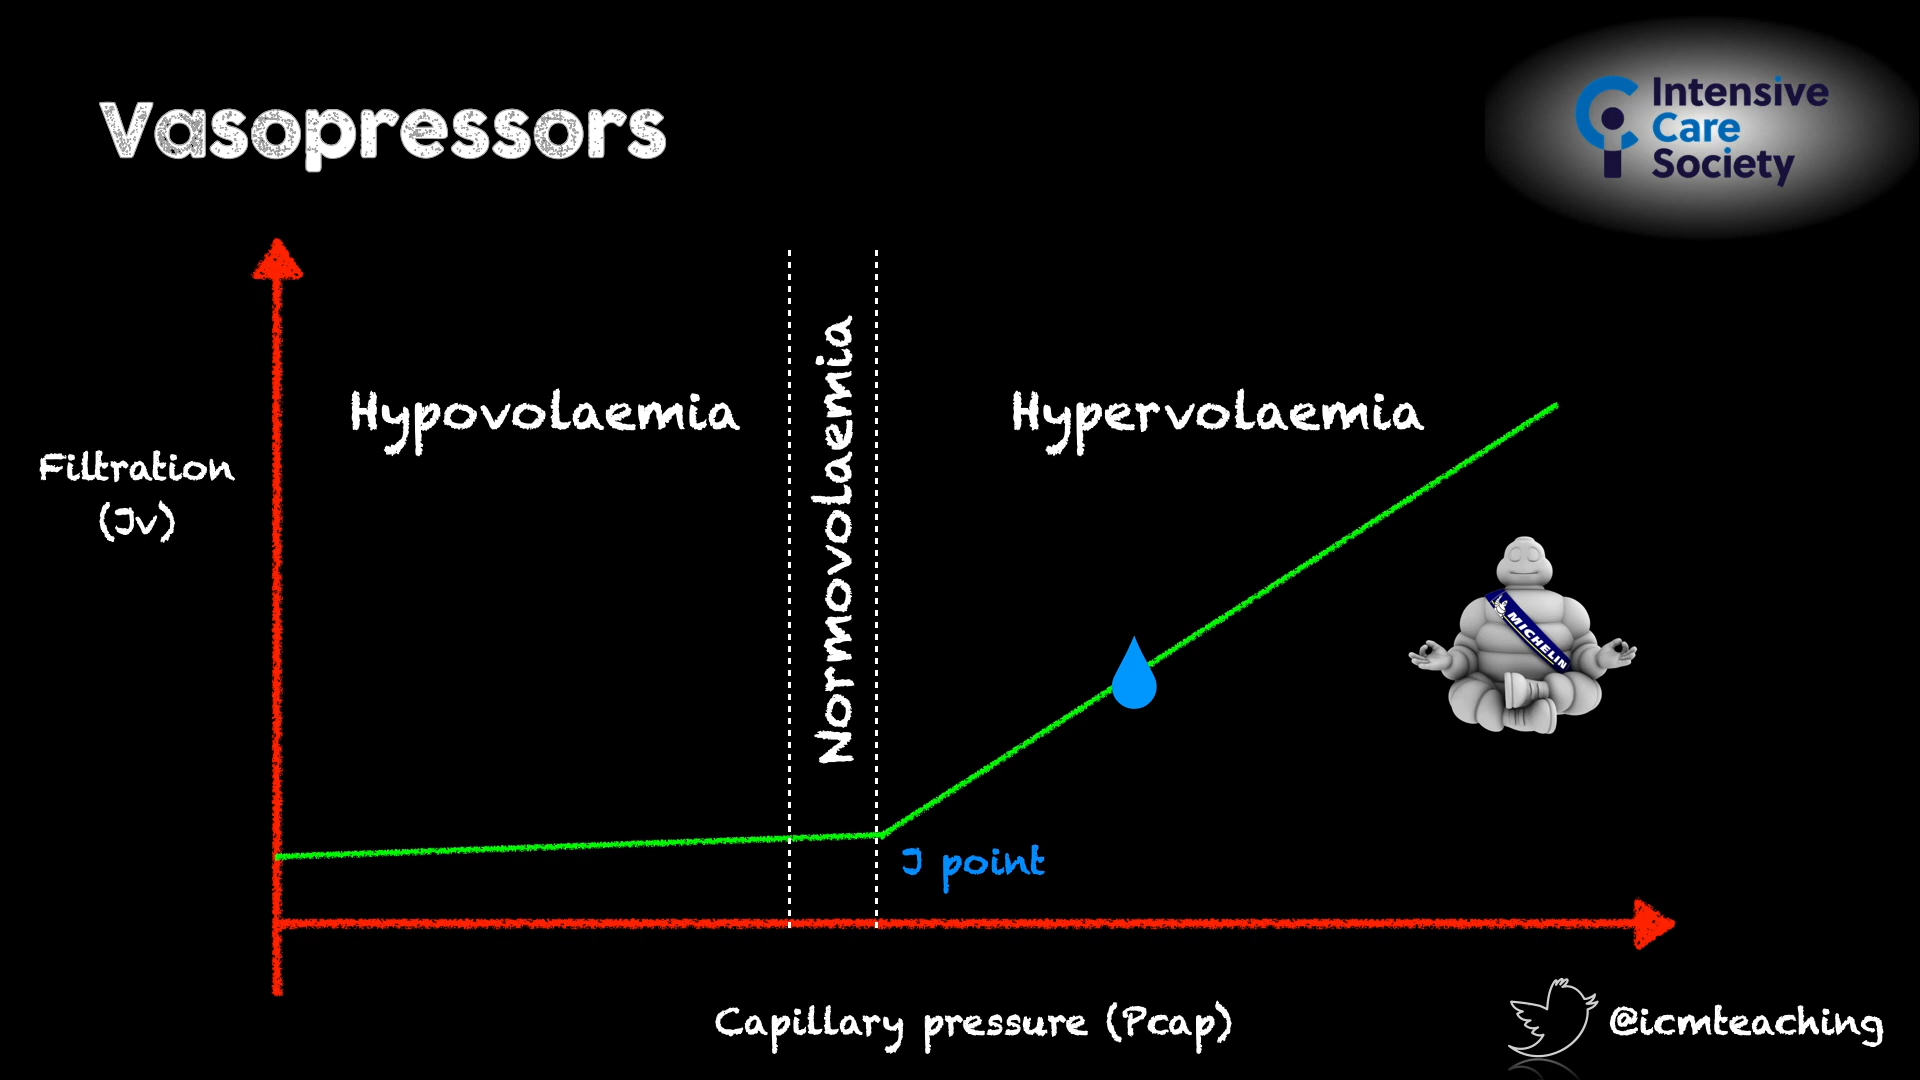 Vasopressors
Intensive
Care
Society
Hypovolaemia
Normovolaemia
Hypervolaemia
Filtration
(Jv)
MICHELIN
J point
Capillary pressure (Pcap)
@icmteaching